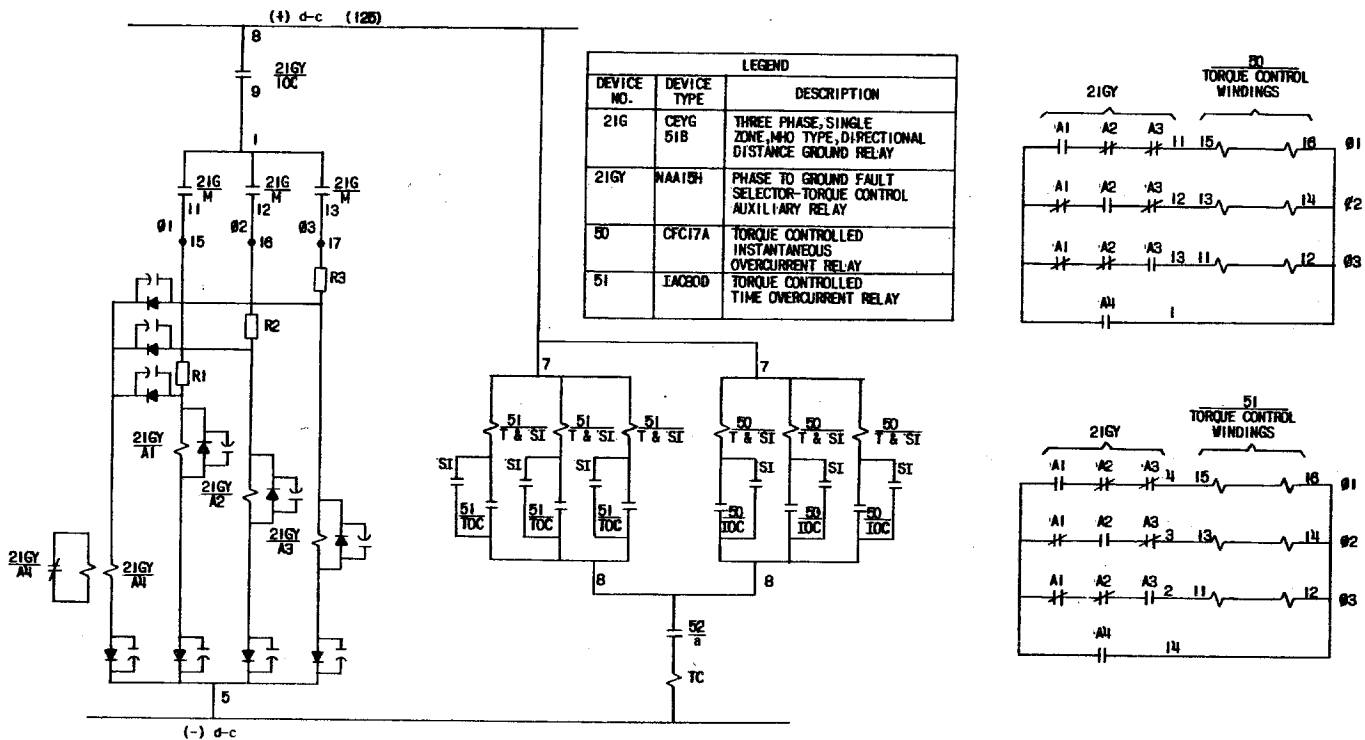 (+) d-c (125)
8
21GY
IOC
9
1
21G
M
21G
M
21G
M
11
12
13
Ø1
Ø2
Ø3
15
16
17
R3
R2
R1
21GY
A1
21GY
A2
21GY
A3
21GY
A4
21GY
A4
5
(-) d-c
LEGEND
DEVICE NO.
DEVICE TYPE
DESCRIPTION
21G
CEYG 51B
THREE PHASE, SINGLE
ZONE, MHO TYPE, DIRECTIONAL
DISTANCE GROUND RELAY
21GY
NAA15H
PHASE TO GROUND FAULT
SELECTOR-TORQUE CONTROL
AUXILIARY RELAY
50
CFC17A
TORQUE CONTROLLED
INSTANTANEOUS
OVERCURRENT RELAY
51
IAC80D
TORQUE CONTROLLED
TIME OVERCURRENT RELAY
7
7
51
T & SI
51
T & SI
51
T & SI
50
T & SI
50
T & SI
50
T & SI
SI
SI
SI
SI
SI
SI
51
TOC
51
TOC
51
TOC
50
IOC
50
IOC
50
IOC
8
8
52
a
TC
50
TORQUE CONTROL
WINDINGS
21GY
A1 A2 A3 11 15 16 Ø1
A1 A2 A3 12 13 14 Ø2
A1 A2 A3 13 11 12 Ø3
A4 1
51
TORQUE CONTROL
WINDINGS
21GY
A1 A2 A3 4 15 16 Ø1
A1 A2 A3 3 13 14 Ø2
A1 A2 A3 2 11 12 Ø3
A4 14